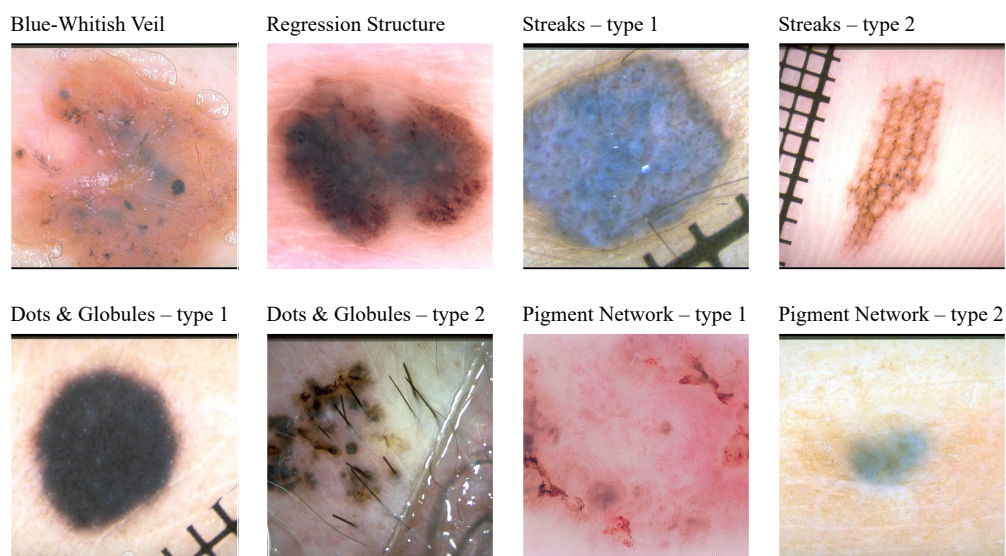 Blue-Whitish Veil
Regression Structure
Streaks – type 1
Streaks – type 2
Dots & Globules – type 1
Dots & Globules – type 2
Pigment Network – type 1
Pigment Network – type 2